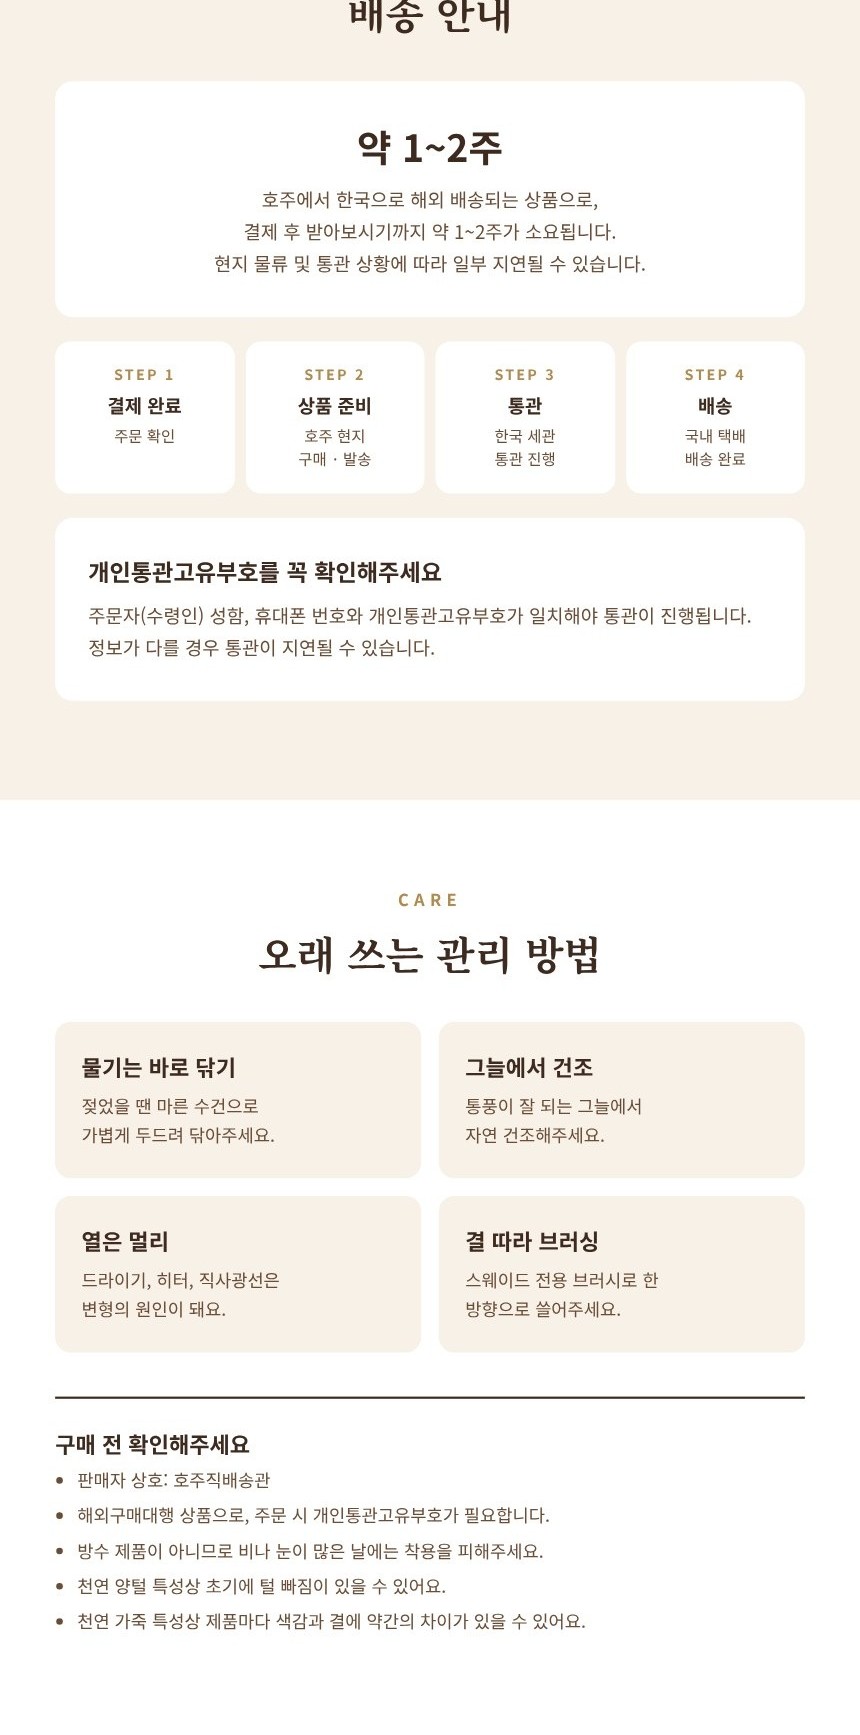 배송 안내
약 1~2주
호주에서 한국으로 해외 배송되는 상품으로,
결제 후 받아보시기까지 약 1~2주가 소요됩니다.
현지 물류 및 통관 상황에 따라 일부 지연될 수 있습니다.
STEP 1
결제 완료
주문 확인
STEP 2
상품 준비
호주 현지
구매 · 발송
STEP 3
통관
한국 세관
통관 진행
STEP 4
배송
국내 택배
배송 완료
개인통관고유부호를 꼭 확인해주세요
주문자(수령인) 성함, 휴대폰 번호와 개인통관고유부호가 일치해야 통관이 진행됩니다.
정보가 다를 경우 통관이 지연될 수 있습니다.
CARE
오래 쓰는 관리 방법
물기는 바로 닦기
젖었을 땐 마른 수건으로
가볍게 두드려 닦아주세요.
그늘에서 건조
통풍이 잘 되는 그늘에서
자연 건조해주세요.
열은 멀리
드라이기, 히터, 직사광선은
변형의 원인이 돼요.
결 따라 브러싱
스웨이드 전용 브러시로 한
방향으로 쓸어주세요.
구매 전 확인해주세요
• 판매자 상호: 호주직배송관
• 해외구매대행 상품으로, 주문 시 개인통관고유부호가 필요합니다.
• 방수 제품이 아니므로 비나 눈이 많은 날에는 착용을 피해주세요.
• 천연 양털 특성상 초기에 털 빠짐이 있을 수 있어요.
• 천연 가죽 특성상 제품마다 색감과 결에 약간의 차이가 있을 수 있어요.